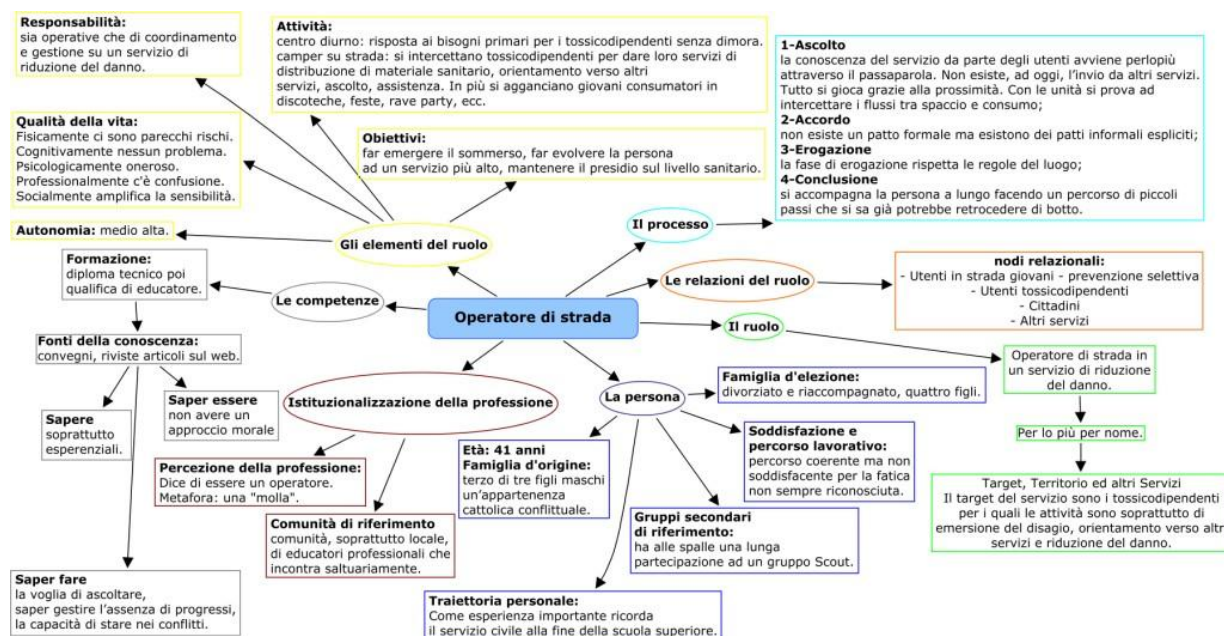 Responsabilità:
sia operative che di coordinamento
e gestione su un servizio di
riduzione del danno.
Attività:
centro diurno: risposta ai bisogni primari per i tossicodipendenti senza dimora.
camper su strada: si intercettano tossicodipendenti per dare loro servizi di
distribuzione di materiale sanitario, orientamento verso altri
servizi, ascolto, assistenza. In più si agganciano giovani consumatori in
discoteche, feste, rave party, ecc.
1-Ascolto
la conoscenza del servizio da parte degli utenti avviene perlopiù
attraverso il passaparola. Non esiste, ad oggi, l'invio da altri servizi.
Tutto si gioca grazie alla prossimità. Con le unità si prova ad
intercettare i flussi tra spaccio e consumo;
2-Accordo
non esiste un patto formale ma esistono dei patti informali espliciti;
3-Erogazione
la fase di erogazione rispetta le regole del luogo;
4-Conclusione
si accompagna la persona a lungo facendo un percorso di piccoli
passi che si sa già potrebbe retrocedere di botto.
Qualità della vita:
Fisicamente ci sono parecchi rischi.
Cognitivamente nessun problema.
Psicologicamente oneroso.
Professionalmente c'è confusione.
Socialmente amplifica la sensibilità.
Obiettivi:
far emergere il sommerso, far evolvere la persona
ad un servizio più alto, mantenere il presidio sul livello sanitario.
Autonomia: medio alta.
Gli elementi del ruolo
Il processo
Formazione:
diploma tecnico poi
qualifica di educatore.
Le competenze
Le relazioni del ruolo
nodi relazionali:
- Utenti in strada giovani - prevenzione selettiva
- Utenti tossicodipendenti
- Cittadini
- Altri servizi
Operatore di strada
Il ruolo
Fonti della conoscenza:
convegni, riviste articoli sul web.
Operatore di strada in
un servizio di riduzione
del danno.
Sapere
soprattutto
esperenziali.
Saper essere
non avere un
approccio morale
Istituzionalizzazione della professione
La persona
Famiglia d'elezione:
divorziato e riaccompagnato, quattro figli.
Per lo più per nome.
Percezione della professione:
Dice di essere un operatore.
Metafora: una "molla".
Età: 41 anni
Famiglia d'origine:
terzo di tre figli maschi
un'appartenenza
cattolica conflittuale.
Soddisfazione e
percorso lavorativo:
percorso coerente ma non
soddisfacente per la fatica
non sempre riconosciuta.
Target, Territorio ed altri Servizi
Il target del servizio sono i tossicodipendenti
per i quali le attività sono soprattutto di
emersione del disagio, orientamento verso altri
servizi e riduzione del danno.
Comunità di riferimento
comunità, soprattutto locale,
di educatori professionali che
incontra saltuariamente.
Gruppi secondari
di riferimento:
ha alle spalle una lunga
partecipazione ad un gruppo Scout.
Saper fare
la voglia di ascoltare,
saper gestire l'assenza di progressi,
la capacità di stare nei conflitti.
Traiettoria personale:
Come esperienza importante ricorda
il servizio civile alla fine della scuola superiore.